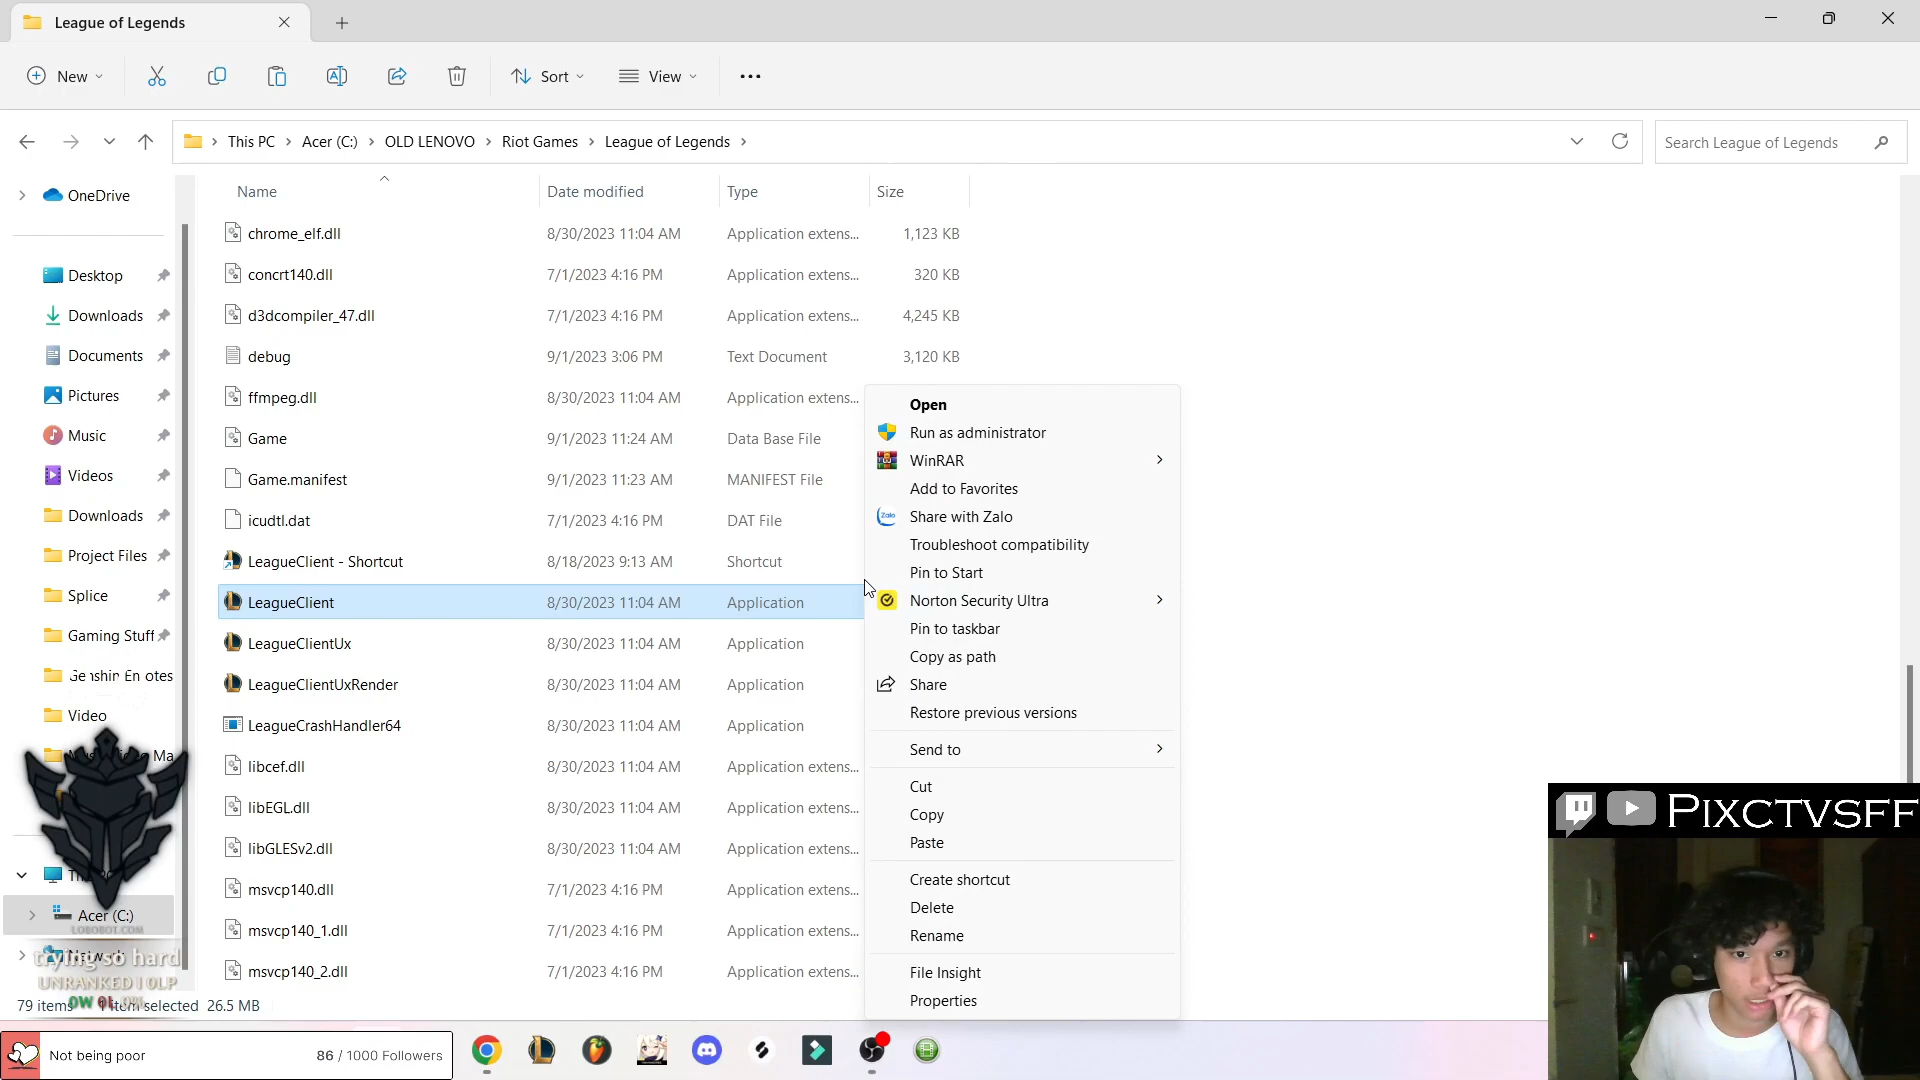 League of Legends
New
Sort
View
This PC
Acer (C:)
OLD LENOVO
Riot Games
League of Legends
Search League of Legends
OneDrive
Desktop
Downloads
Documents
Pictures
Music
Videos
Downloads
Project Files
Splice
Gaming Stuff
Video
Acer (C:)
Name Date modified Type Size
chrome_elf.dll 8/30/2023 11:04 AM Application extens... 1,123 KB
concrt140.dll 7/1/2023 4:16 PM Application extens... 320 KB
d3dcompiler_47.dll 7/1/2023 4:16 PM Application extens... 4,245 KB
debug 9/1/2023 3:06 PM Text Document 3,120 KB
ffmpeg.dll 8/30/2023 11:04 AM Application extens...
Game 9/1/2023 11:24 AM Data Base File
Game.manifest 9/1/2023 11:23 AM MANIFEST File
icudtl.dat 7/1/2023 4:16 PM DAT File
LeagueClient - Shortcut 8/18/2023 9:13 AM Shortcut
LeagueClient 8/30/2023 11:04 AM Application
LeagueClientUx 8/30/2023 11:04 AM Application
LeagueClientUxRender 8/30/2023 11:04 AM Application
LeagueCrashHandler64 8/30/2023 11:04 AM Application
libcef.dll 8/30/2023 11:04 AM Application extens...
libEGL.dll 8/30/2023 11:04 AM Application extens...
libGLESv2.dll 8/30/2023 11:04 AM Application extens...
msvcp140.dll 7/1/2023 4:16 PM Application extens...
msvcp140_1.dll 7/1/2023 4:16 PM Application extens...
msvcp140_2.dll 7/1/2023 4:16 PM Application extens...
Open
Run as administrator
WinRAR
Add to Favorites
Zalo Share with Zalo
Troubleshoot compatibility
Pin to Start
Norton Security Ultra
Pin to taskbar
Copy as path
Share
Restore previous versions
Send to
Cut
Copy
Paste
Create shortcut
Delete
Rename
File Insight
Properties
LOBOBOT.COM
trying so hard
UNRANKED | 0LP
79 items 1 item selected 26.5 MB
Not being poor 86 / 1000 Followers
PIXCTVSFF